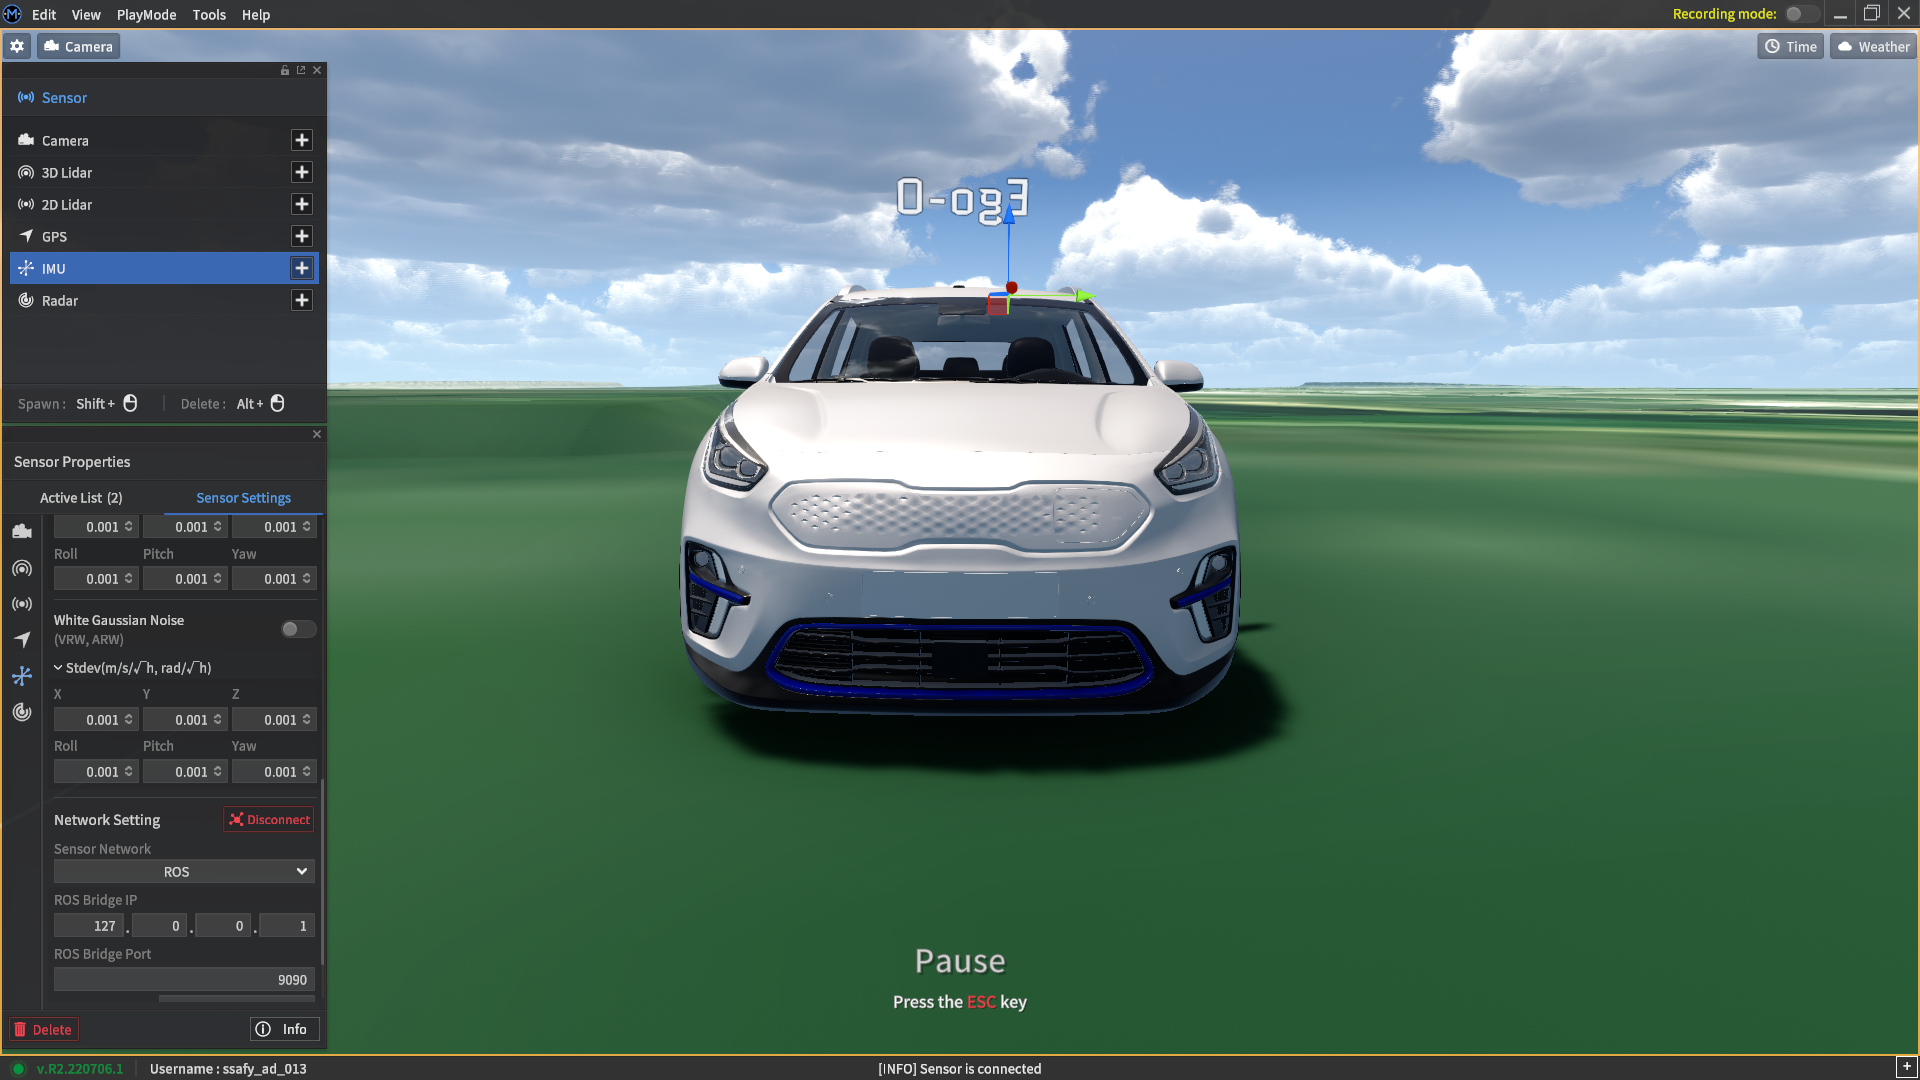 Edit View PlayMode Tools Help Recording mode:
Camera Time Weather
Sensor
Camera
3D Lidar
2D Lidar
GPS
IMU
Radar
Spawn : Shift + Delete : Alt +
Ego-0
Sensor Properties
Active List (2) Sensor Settings
0.001 0.001 0.001
Roll Pitch Yaw
0.001 0.001 0.001
White Gaussian Noise
(VRW, ARW)
Stdev(m/s/√h, rad/√h)
X Y Z
0.001 0.001 0.001
Roll Pitch Yaw
0.001 0.001 0.001
Network Setting Disconnect
Sensor Network
ROS
ROS Bridge IP
127 . 0 . 0 . 1
ROS Bridge Port
9090
Delete Info
Pause
Press the ESC key
v.R2.220706.1 Username : ssafy_ad_013 [INFO] Sensor is connected